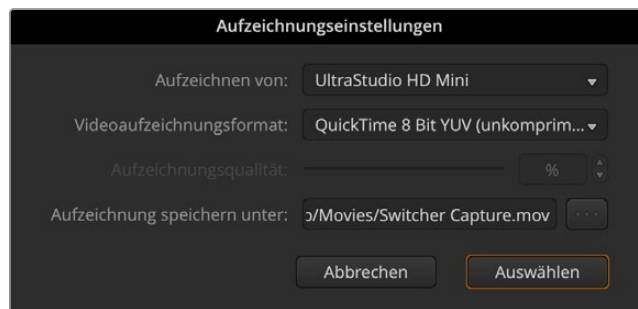 Aufzeichnungseinstellungen
Aufzeichnen von: UltraStudio HD Mini
Videoaufzeichnungsformat: QuickTime 8 Bit YUV (unkomprim...
Aufzeichnungsqualität: %
Aufzeichnung speichern unter: o/Movies/Switcher Capture.mov ...
Abbrechen Auswählen